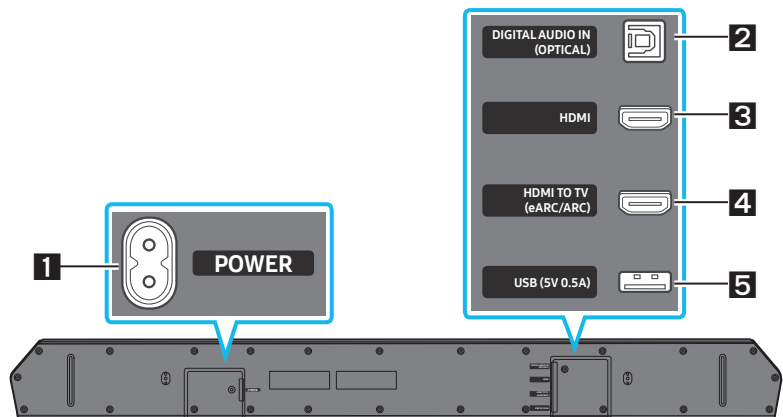 DIGITAL AUDIO IN
(OPTICAL)
2
HDMI
3
HDMI TO TV
(eARC/ARC)
4
1
POWER
USB (5V 0.5A)
5